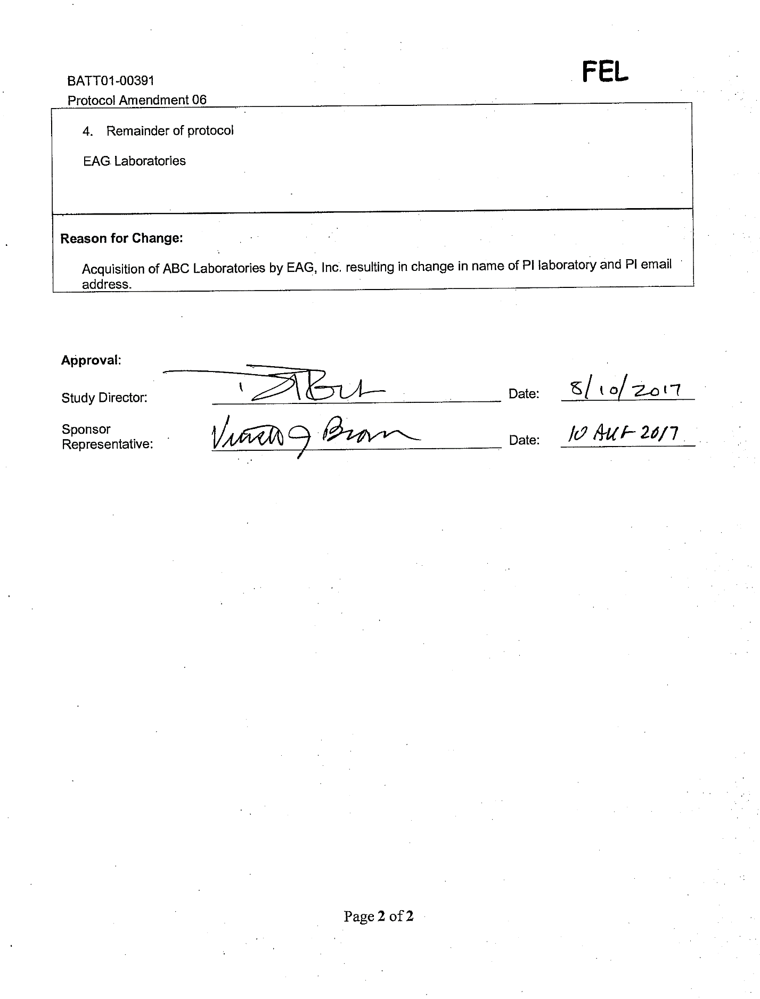 FEL
BATT01-00391
Protocol Amendment 06
4. Remainder of protocol
EAG Laboratories
Reason for Change:
Acquisition of ABC Laboratories by EAG, Inc. resulting in change in name of PI laboratory and PI email
address.
Approval:
Study Director: Date: 8/10/2017
Sponsor
Representative: J Brown Date: 10 AUG 2017
Page 2 of 2